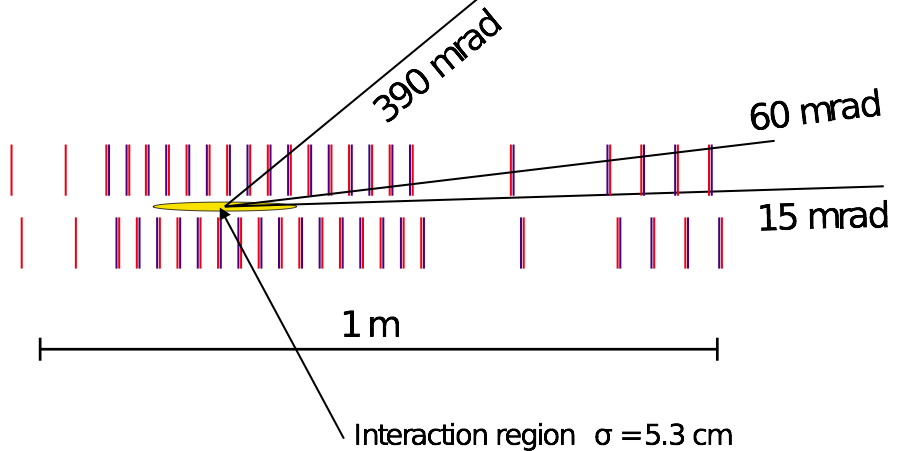 390 mrad
60 mrad
15 mrad
1 m
Interaction region σ = 5.3 cm